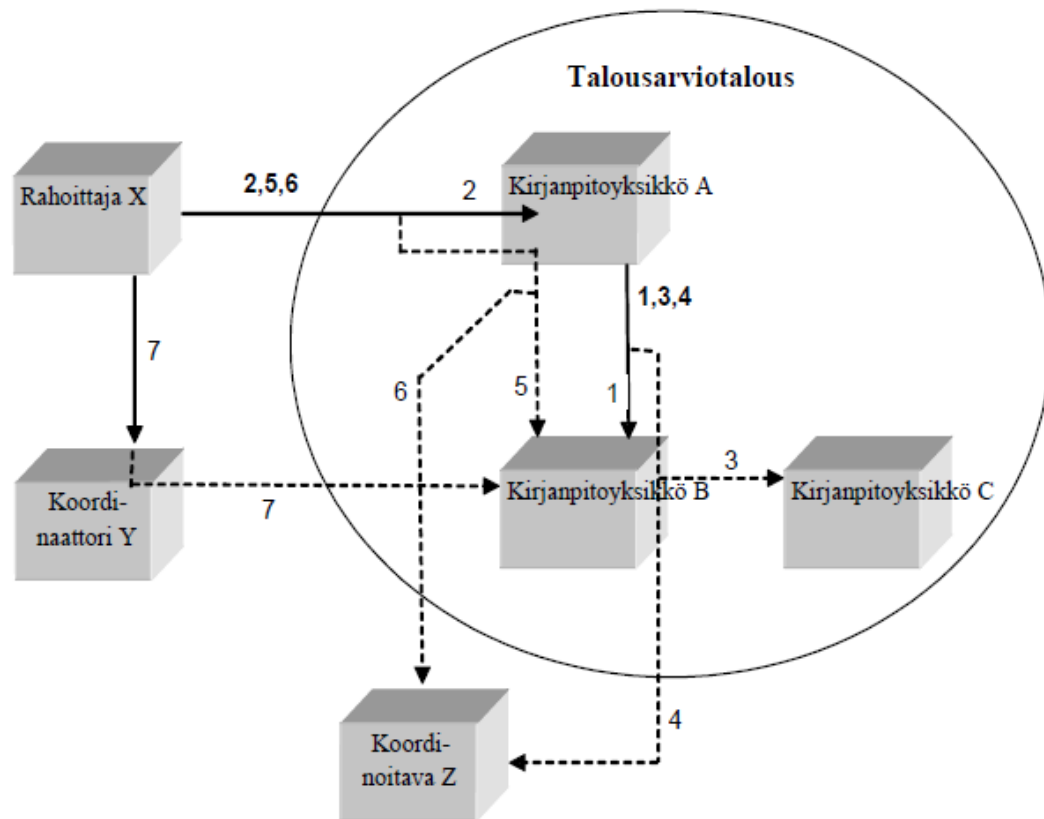 Talousarviotalous
Rahoittaja X
2,5,6
2
Kirjanpitoyksikkö A
1,3,4
7
6
5
1
3
Koordi-
naattori Y
7
Kirjanpitoyksikkö B
Kirjanpitoyksikkö C
4
Koordi-
noitava Z